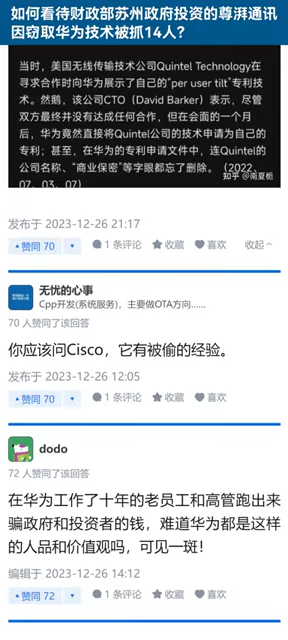 如何看待财政部苏州政府投资的尊湃通讯
因窃取华为技术被抓14人?
当时，美国无线传输技术公司Quintel Technology在
寻求合作时向华为展示了自己的“per user tilt”专利技
术。然鹅，该公司CTO（David Barker）表示，尽管
双方最终并没有达成任何合作，但在会面的一个月
后，华为竟然直接将Quintel公司的技术申请为自己的
专利；甚至，在华为的专利申请文件中，连Quintel的
公司名称、“商业保密”等字眼都忘了删除。（2022、
07、03、07）
知乎 @南夏栀
发布于 2023-12-26 21:17
赞同 70
1 条评论
收藏
喜欢
收起
无忧的心事
Cpp开发(系统服务)，主要做OTA方向......
70 人赞同了该回答
你应该问Cisco，它有被偷的经验。
发布于 2023-12-26 12:05
赞同 70
1 条评论
收藏
喜欢
dodo
72 人赞同了该回答
在华为工作了十年的老员工和高管跑出来
骗政府和投资者的钱，难道华为都是这样
的人品和价值观吗，可见一斑！
编辑于 2023-12-26 14:12
赞同 72
1 条评论
收藏
喜欢